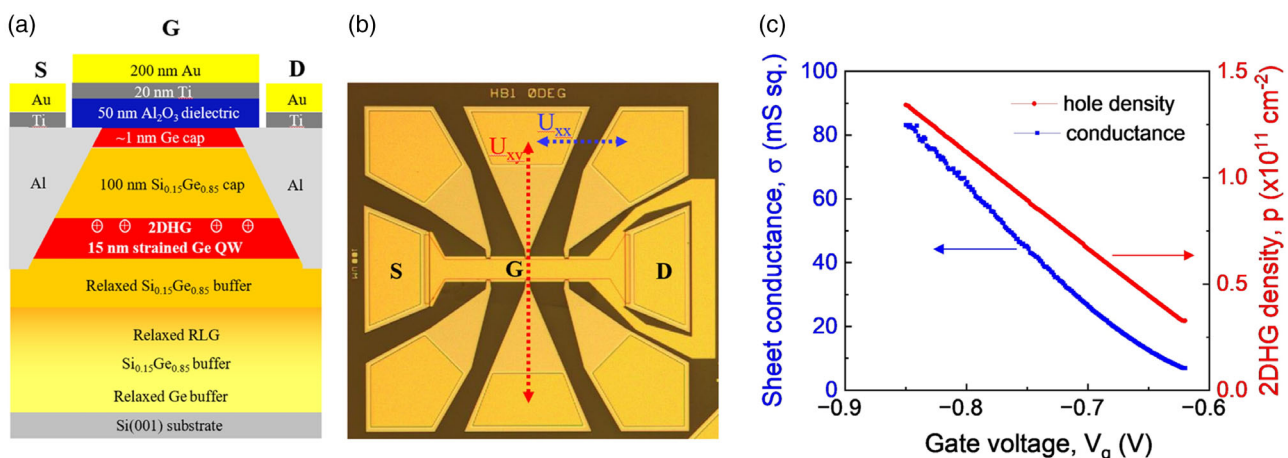 (a)
G
S
D
200 nm Au
20 nm Ti
Au
Au
50 nm Al₂O₃ dielectric
Ti
Ti
~1 nm Ge cap
Al
Al
100 nm Si₀.₁₅Ge₀.₈₅ cap
2DHG
15 nm strained Ge QW
Relaxed Si₀.₁₅Ge₀.₈₅ buffer
Relaxed RLG
Si₀.₁₅Ge₀.₈₅ buffer
Relaxed Ge buffer
Si(001) substrate
(b)
HB1 0DEG
Uxx
Uxy
S
G
D
(c)
100
80
60
40
20
0
Sheet conductance, σ (mS sq.)
hole density
conductance
1.5
1.0
0.5
0.0
2DHG density, p (x10¹¹ cm⁻²)
−0.9
−0.8
−0.7
−0.6
Gate voltage, Vg (V)